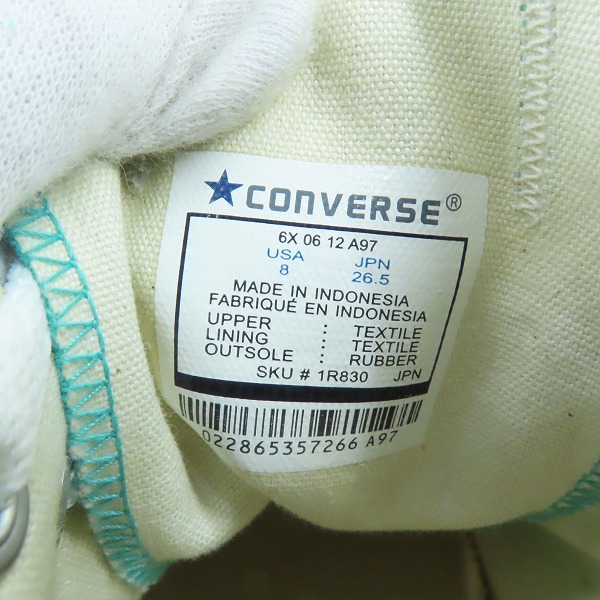 CONVERSE®
6X 06 12 A97
USA JPN
8 26.5
MADE IN INDONESIA
FABRIQUÉ EN INDONESIA
UPPER : TEXTILE
LINING : TEXTILE
OUTSOLE : RUBBER
SKU # 1R830 JPN
022865357266 A97